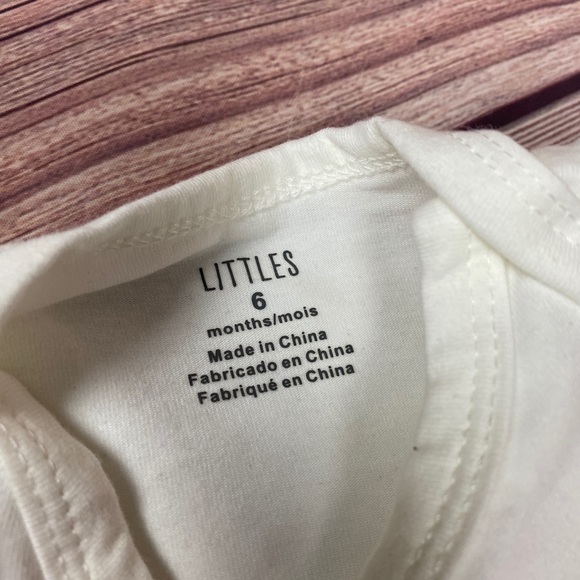 LITTLES
6
months/mois
Made in China
Fabricado en China
Fabriqué en China